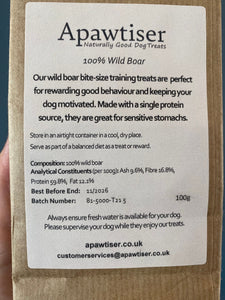 Apawtiser
Naturally Good Dog Treats
100% Wild Boar
Our wild boar bite-size training treats are perfect
for rewarding good behaviour and keeping your
dog motivated. Made with a single protein
source, they are great for sensitive stomachs.
Store in an airtight container in a cool, dry place.
Serve as part of a balanced diet as a treat or reward.
Composition: 100% wild boar
Analytical Constituents (per 100g): Ash 9.6%, Fibre 16.8%,
Protein 59.8%, Fat 12.1%
Best Before End: 11/2026
Batch Number: 81-5000-T21.5
100g
Always ensure fresh water is available for your dog.
Please supervise your dog while they enjoy our treats.
apawtiser.co.uk
customerservices@apawtiser.co.uk